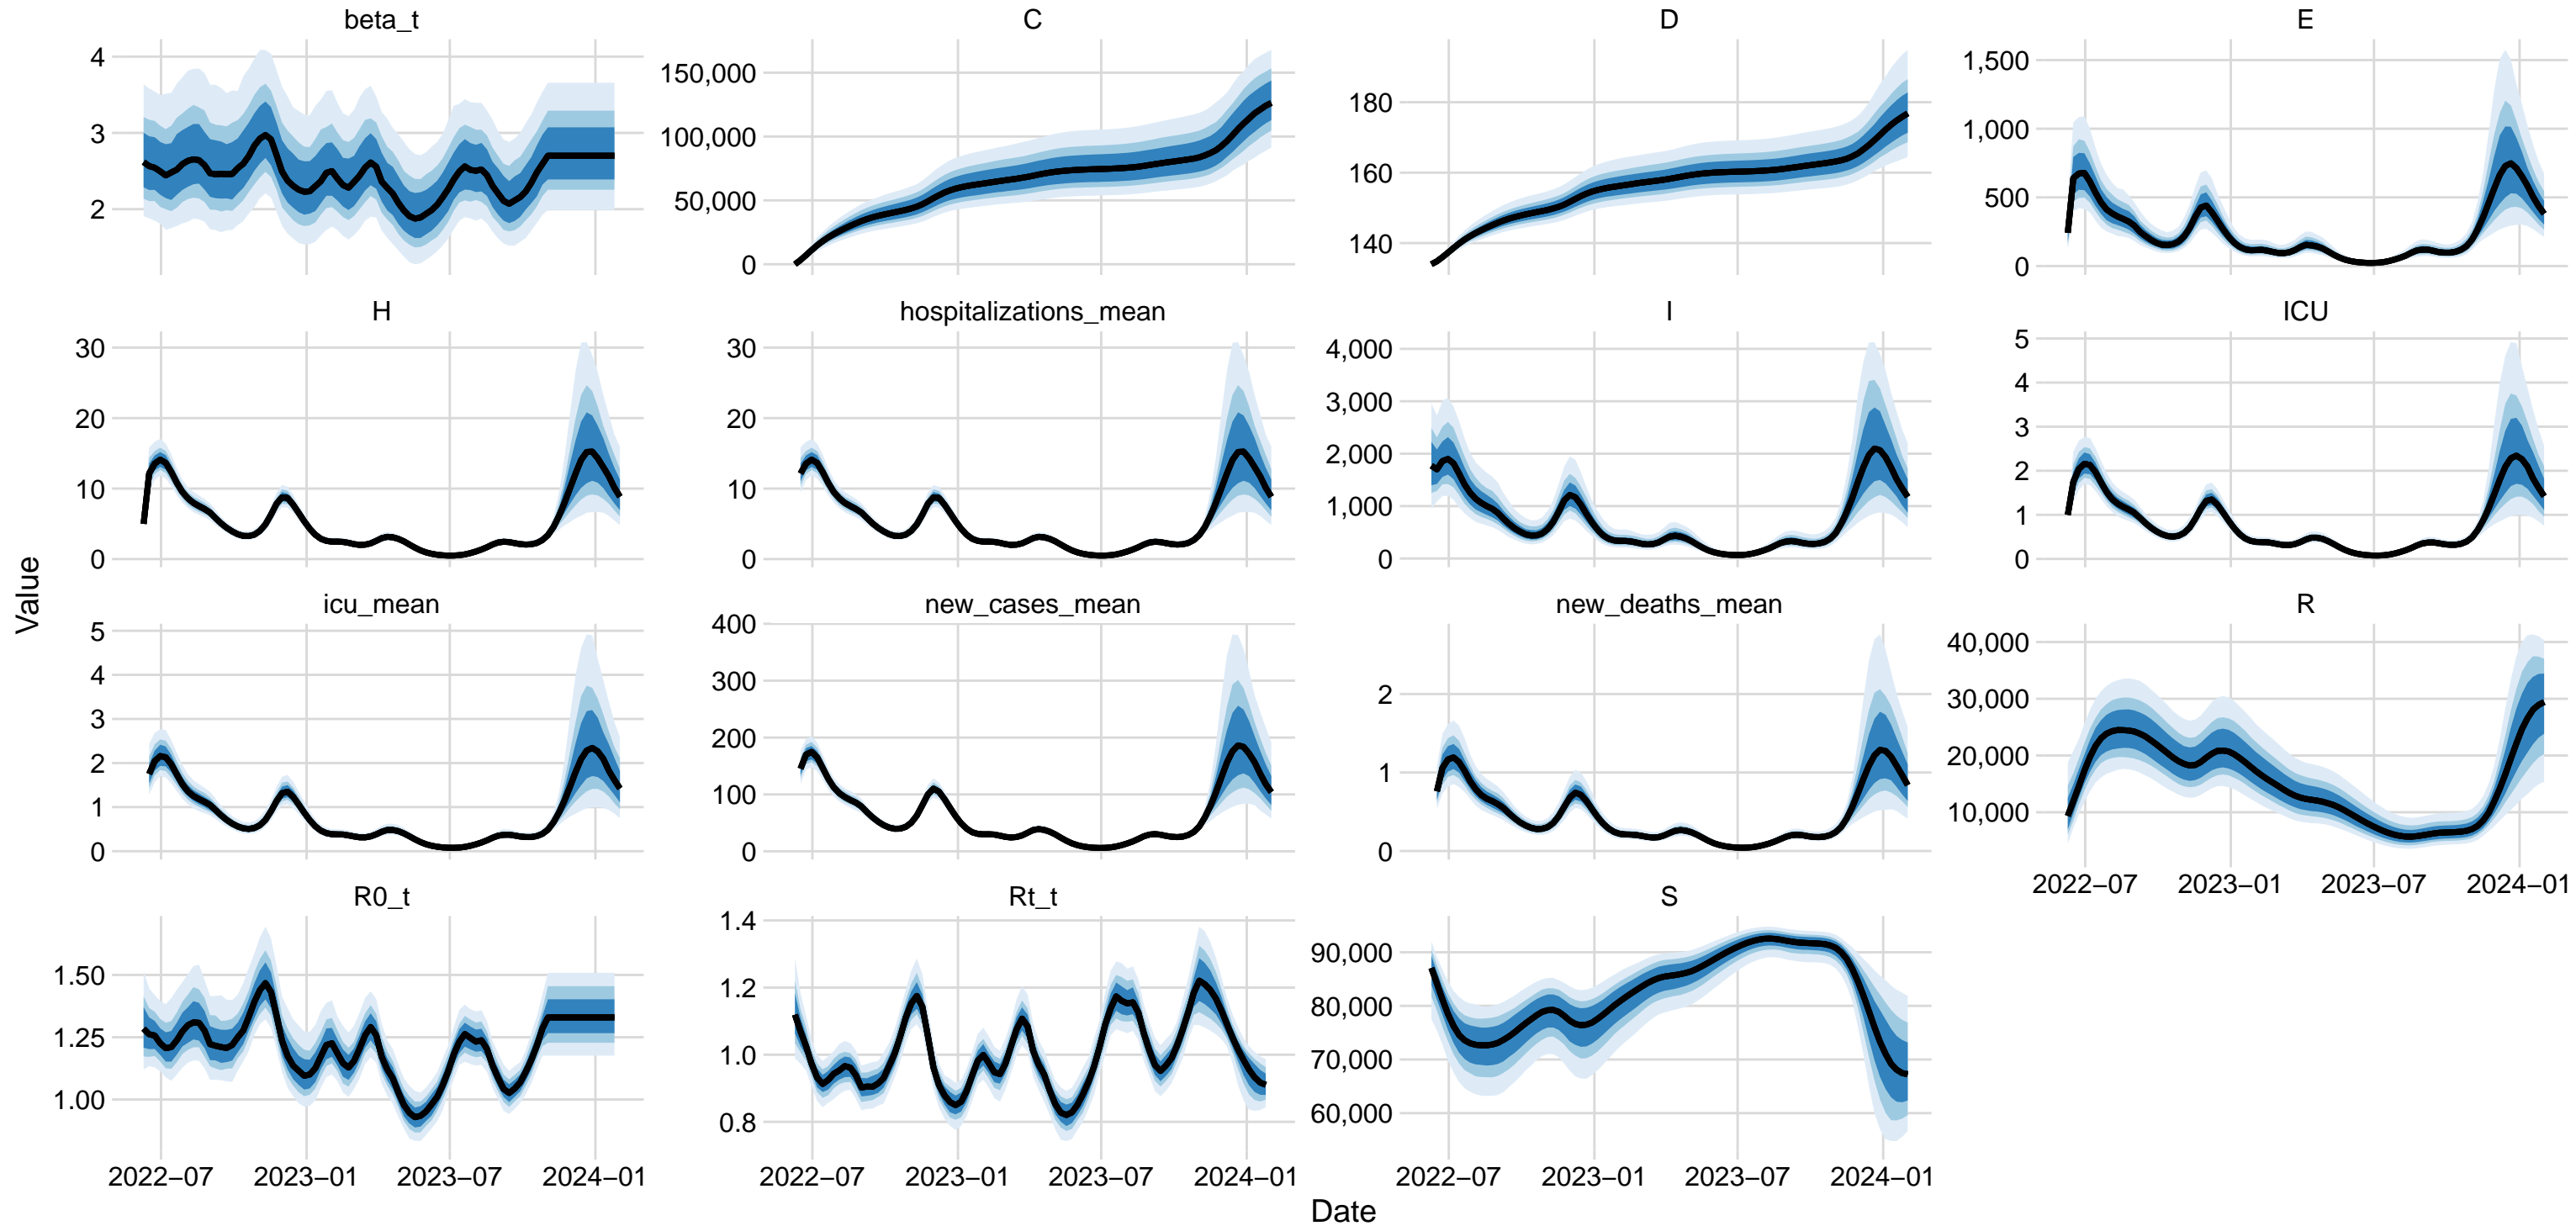 beta_t
C
D
E
4
3
2
150,000
100,000
50,000
0
180
160
140
1,500
1,000
500
0
H
hospitalizations_mean
I
ICU
30
20
10
0
30
20
10
0
4,000
3,000
2,000
1,000
0
5
4
3
2
1
0
Value
icu_mean
new_cases_mean
new_deaths_mean
R
5
4
3
2
1
0
400
300
200
100
0
2
1
0
40,000
30,000
20,000
10,000
2022−07 2023−01 2023−07 2024−01
R0_t
Rt_t
S
1.50
1.25
1.00
1.4
1.2
1.0
0.8
90,000
80,000
70,000
60,000
2022−07 2023−01 2023−07 2024−01
2022−07 2023−01 2023−07 2024−01
2022−07 2023−01 2023−07 2024−01
Date